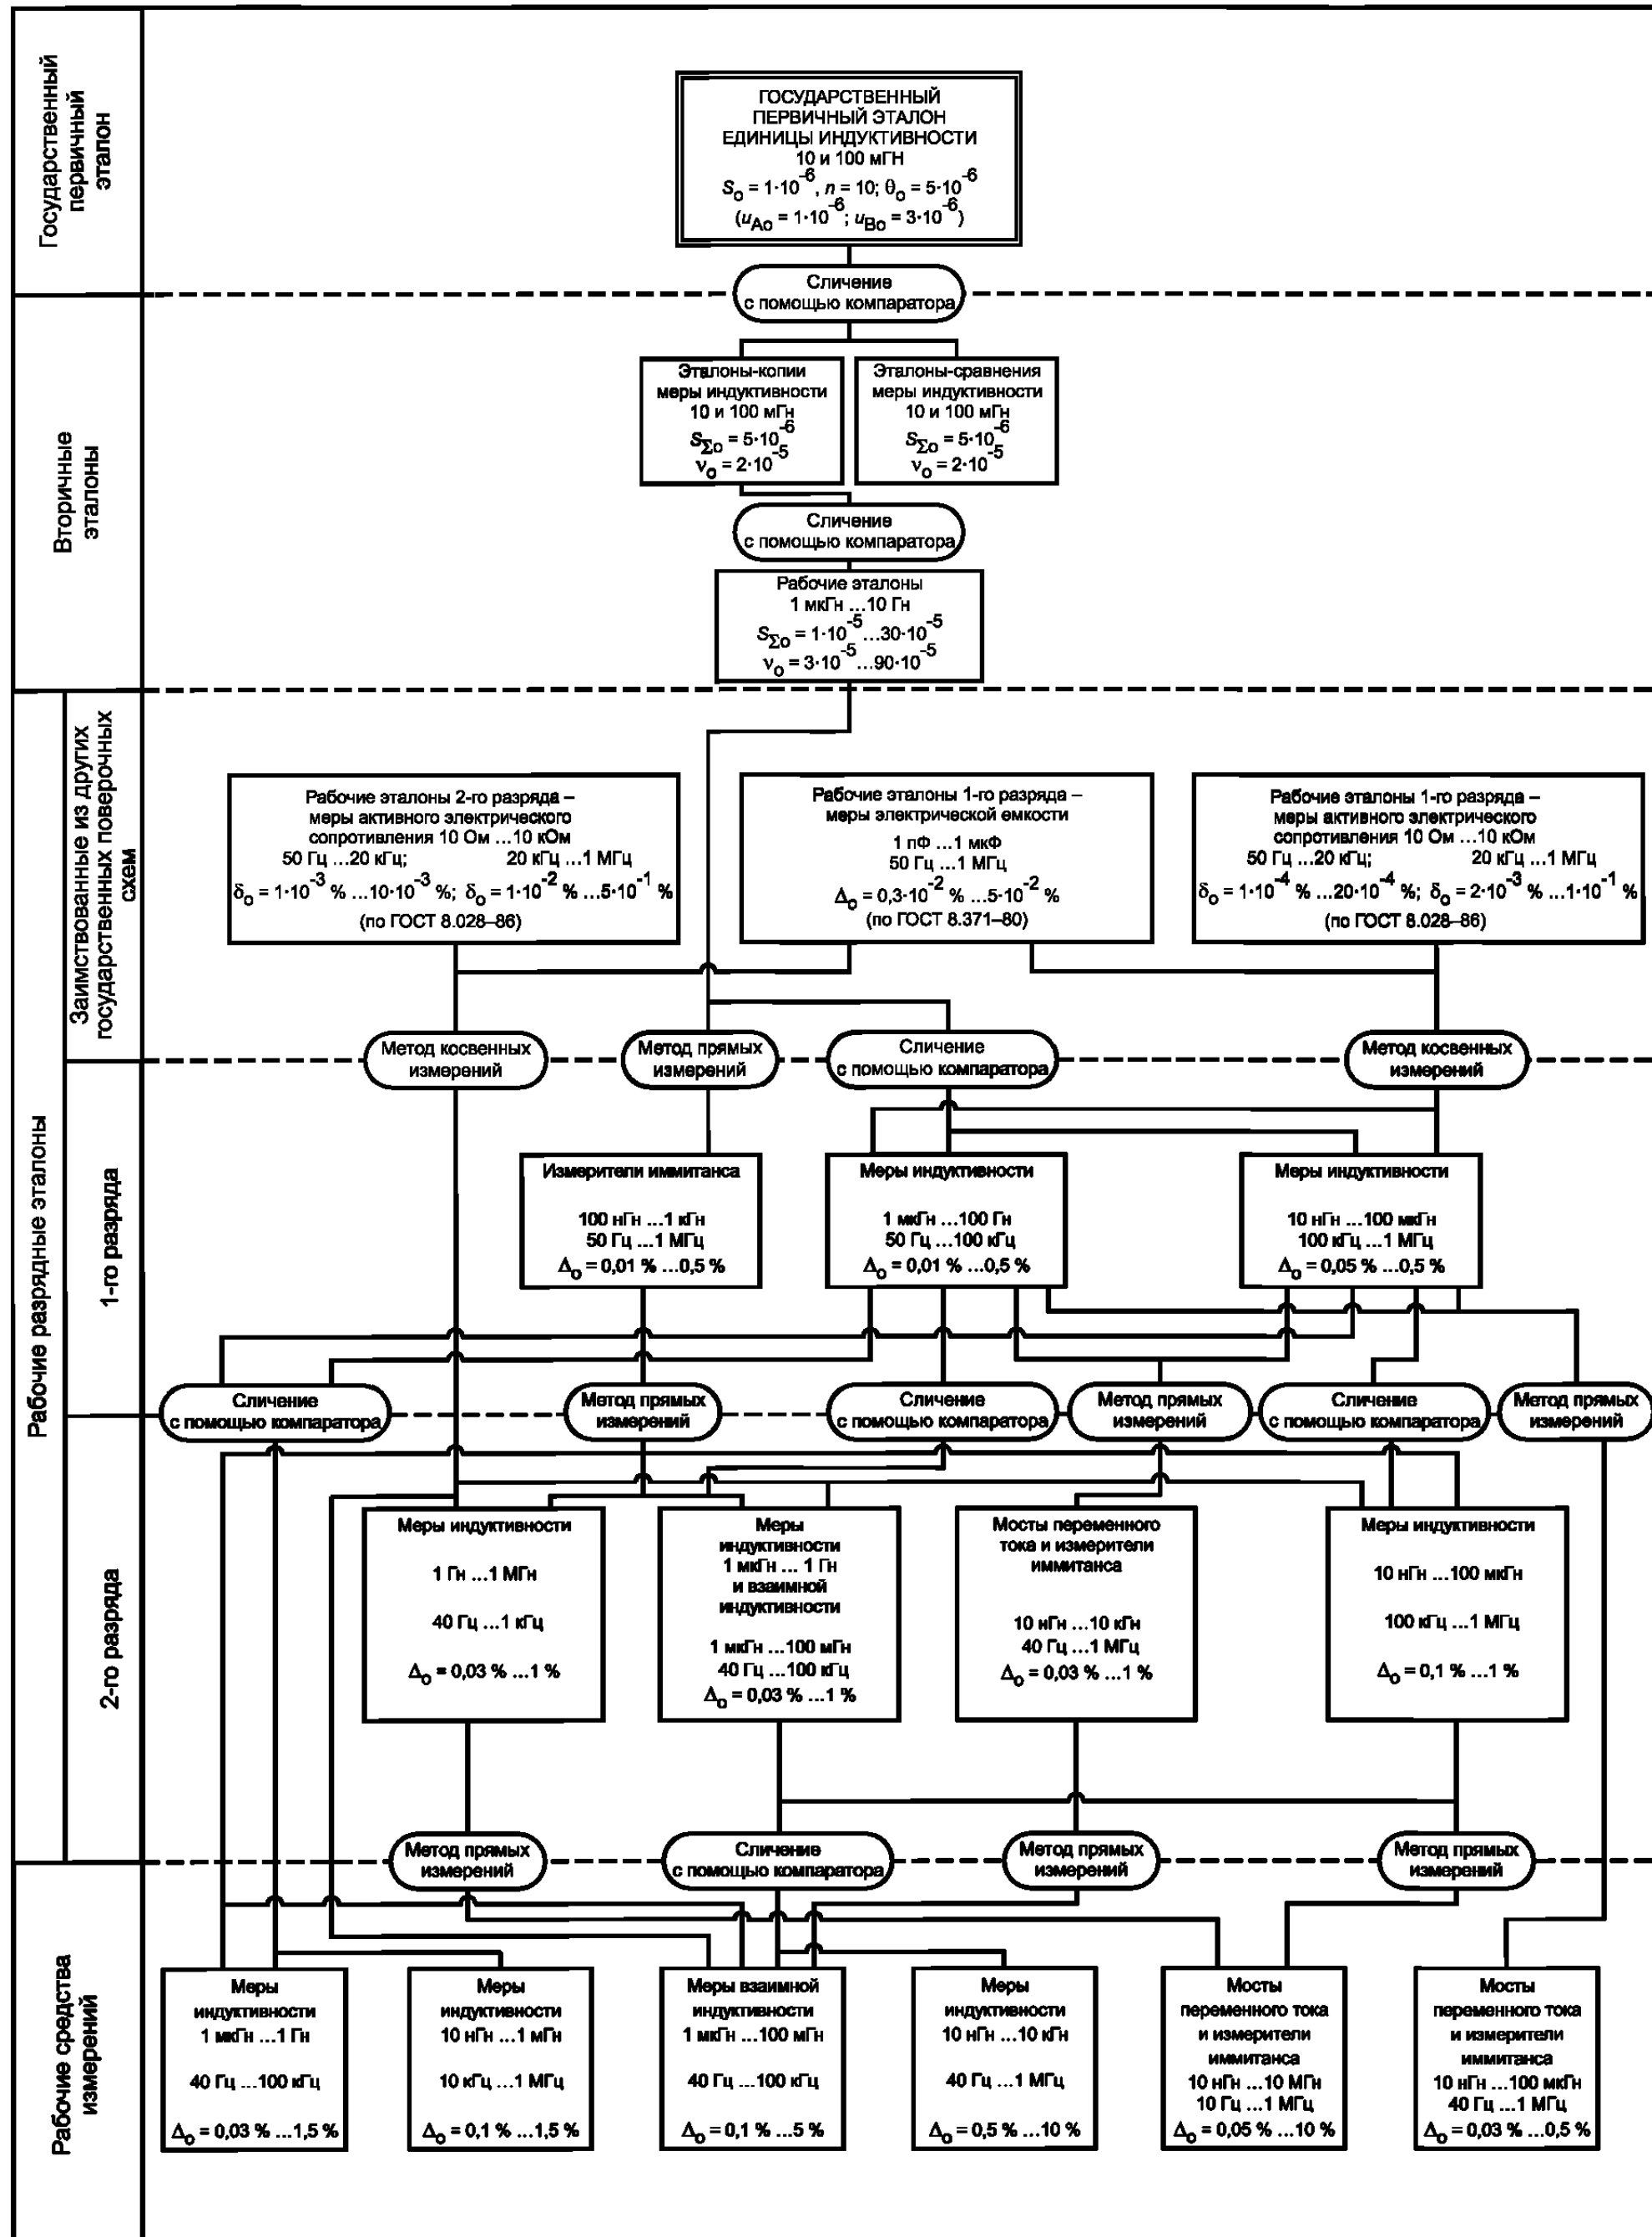 Государственный
первичный
эталон
ГОСУДАРСТВЕННЫЙ
ПЕРВИЧНЫЙ ЭТАЛОН
ЕДИНИЦЫ ИНДУКТИВНОСТИ
10 и 100 мГН
S₀ = 1·10⁻⁶, n = 10; θ₀ = 5·10⁻⁶
(u_A₀ = 1·10⁻⁶; u_B₀ = 3·10⁻⁶)
Сличение
с помощью компаратора
Вторичные
эталоны
Эталоны-копии
меры индуктивности
10 и 100 мГн
S_Σ₀ = 5·10⁻⁶
ν₀ = 2·10⁻⁵
Эталоны-сравнения
меры индуктивности
10 и 100 мГн
S_Σ₀ = 5·10⁻⁶
ν₀ = 2·10⁻⁵
Сличение
с помощью компаратора
Рабочие эталоны
1 мкГн ...10 Гн
S_Σ₀ = 1·10⁻⁵ ...30·10⁻⁵
ν₀ = 3·10⁻⁵ ...90·10⁻⁵
Рабочие разрядные эталоны
Заимствованные из других
государственных поверочных
схем
Рабочие эталоны 2-го разряда –
меры активного электрического
сопротивления 10 Ом ...10 кОм
50 Гц ...20 кГц; 20 кГц ...1 МГц
δ₀ = 1·10⁻³ % ...10·10⁻³ %; δ₀ = 1·10⁻² % ...5·10⁻¹ %
(по ГОСТ 8.028–86)
Рабочие эталоны 1-го разряда –
меры электрической емкости
1 пФ ...1 мкФ
50 Гц ...1 МГц
Δ₀ = 0,3·10⁻² % ...5·10⁻² %
(по ГОСТ 8.371–80)
Рабочие эталоны 1-го разряда –
меры активного электрического
сопротивления 10 Ом ...10 кОм
50 Гц ...20 кГц; 20 кГц ...1 МГц
δ₀ = 1·10⁻⁴ % ...20·10⁻⁴ %; δ₀ = 2·10⁻³ % ...1·10⁻¹ %
(по ГОСТ 8.028–86)
Метод косвенных
измерений
Метод прямых
измерений
Сличение
с помощью компаратора
Метод косвенных
измерений
1-го разряда
Измерители иммитанса
100 нГн ...1 кГн
50 Гц ...1 МГц
Δ₀ = 0,01 % ...0,5 %
Меры индуктивности
1 мкГн ...100 Гн
50 Гц ...100 кГц
Δ₀ = 0,01 % ...0,5 %
Меры индуктивности
10 нГн ...100 мкГн
100 кГц ...1 МГц
Δ₀ = 0,05 % ...0,5 %
Сличение
с помощью компаратора
Метод прямых
измерений
Сличение
с помощью компаратора
Метод прямых
измерений
Сличение
с помощью компаратора
Метод прямых
измерений
2-го разряда
Меры индуктивности
1 Гн ...1 МГн
40 Гц ...1 кГц
Δ₀ = 0,03 % ...1 %
Меры
индуктивности
1 мкГн ... 1 Гн
и взаимной
индуктивности
1 мкГн ...100 мГн
40 Гц ...100 кГц
Δ₀ = 0,03 % ...1 %
Мосты переменного
тока и измерители
иммитанса
10 нГн ...10 кГн
40 Гц ...1 МГц
Δ₀ = 0,03 % ...1 %
Меры индуктивности
10 нГн ...100 мкГн
100 кГц ...1 МГц
Δ₀ = 0,1 % ...1 %
Метод прямых
измерений
Сличение
с помощью компаратора
Метод прямых
измерений
Метод прямых
измерений
Рабочие средства
измерений
Меры
индуктивности
1 мкГн ...1 Гн
40 Гц ...100 кГц
Δ₀ = 0,03 % ...1,5 %
Меры
индуктивности
10 нГн ...1 мГн
10 кГц ...1 МГц
Δ₀ = 0,1 % ...1,5 %
Меры взаимной
индуктивности
1 мкГн ...100 мГн
40 Гц ...100 кГц
Δ₀ = 0,1 % ...5 %
Меры
индуктивности
10 нГн ...10 кГн
40 Гц ...1 МГц
Δ₀ = 0,5 % ...10 %
Мосты
переменного тока
и измерители
иммитанса
10 нГн ...10 МГн
10 Гц ...1 МГц
Δ₀ = 0,05 % ...10 %
Мосты
переменного тока
и измерители
иммитанса
10 нГн ...100 мкГн
40 Гц ...1 МГц
Δ₀ = 0,03 % ...0,5 %